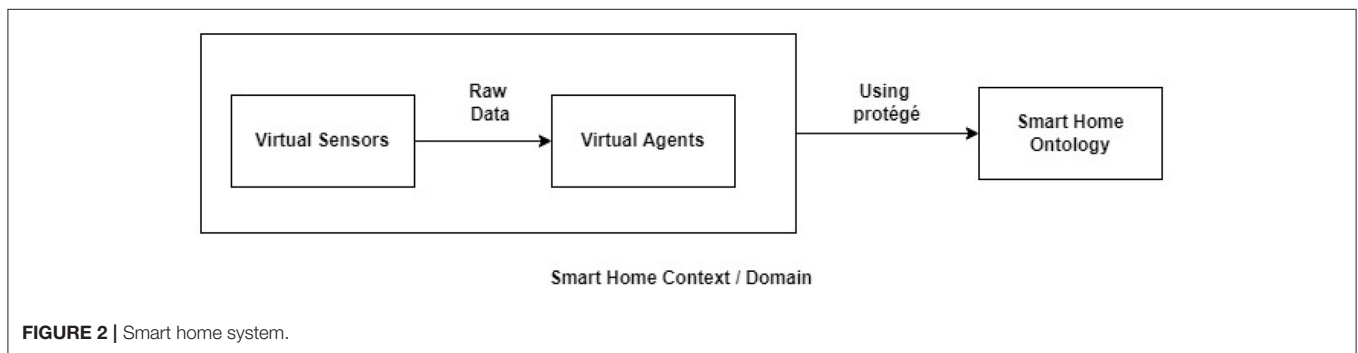 Raw
Data
Using
protégé
Virtual Sensors
Virtual Agents
Smart Home
Ontology
Smart Home Context / Domain
FIGURE 2 | Smart home system.